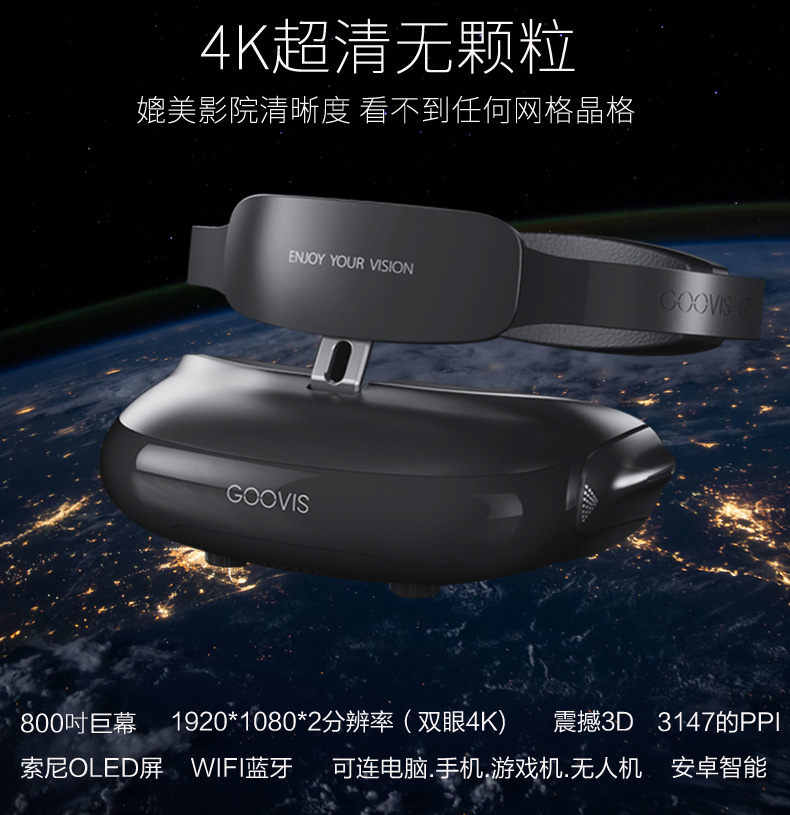 4K超清无颗粒
媲美影院清晰度 看不到任何网格晶格
ENJOY YOUR VISION
GOOVIS
GOOVIS
800吋巨幕 1920*1080*2分辨率(双眼4K) 震撼3D 3147的PPI
索尼OLED屏 WIFI蓝牙 可连电脑.手机.游戏机.无人机 安卓智能